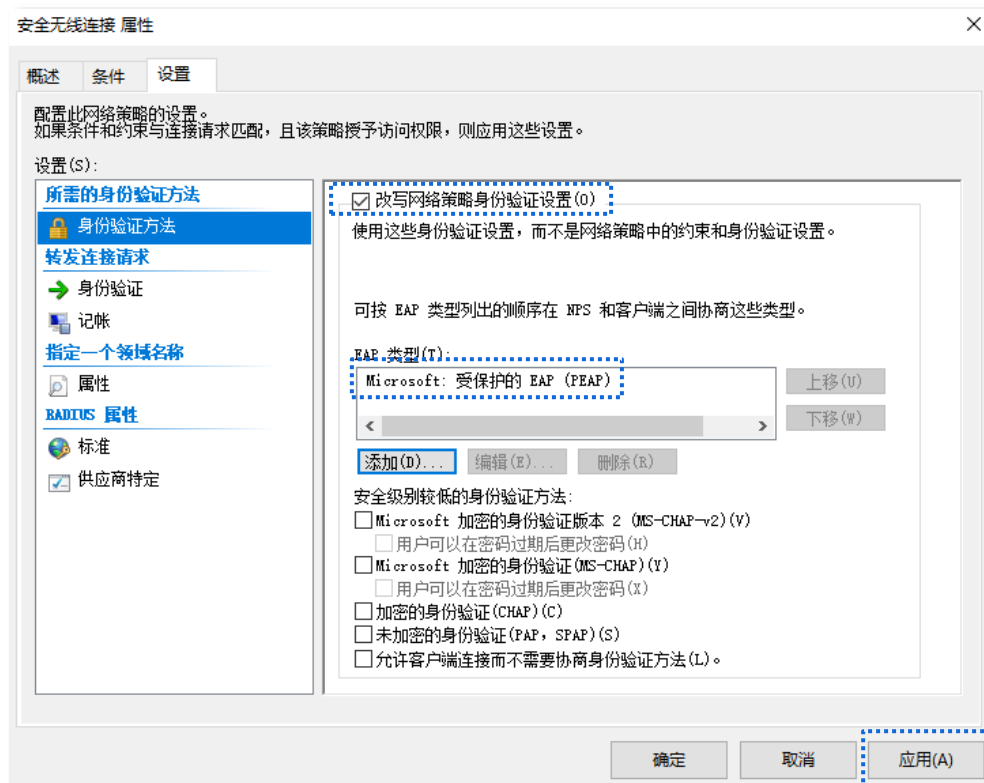 安全无线连接 属性
概述
条件
设置
配置此网络策略的设置。
如果条件和约束与连接请求匹配，且该策略授予访问权限，则应用这些设置。
设置(S):
所需的身份验证方法
身份验证方法
转发连接请求
身份验证
记帐
指定一个领域名称
属性
RADIUS 属性
标准
供应商特定
改写网络策略身份验证设置(O)
使用这些身份验证设置，而不是网络策略中的约束和身份验证设置。
可按 EAP 类型列出的顺序在 NPS 和客户端之间协商这些类型。
EAP 类型(T):
Microsoft: 受保护的 EAP (PEAP)
上移(U)
下移(W)
添加(D)...
编辑(E)...
删除(R)
安全级别较低的身份验证方法:
Microsoft 加密的身份验证版本 2 (MS-CHAP-v2)(V)
用户可以在密码过期后更改密码(H)
Microsoft 加密的身份验证(MS-CHAP)(Y)
用户可以在密码过期后更改密码(X)
加密的身份验证(CHAP)(C)
未加密的身份验证(PAP, SPAP)(S)
允许客户端连接而不需要协商身份验证方法(L)。
确定
取消
应用(A)